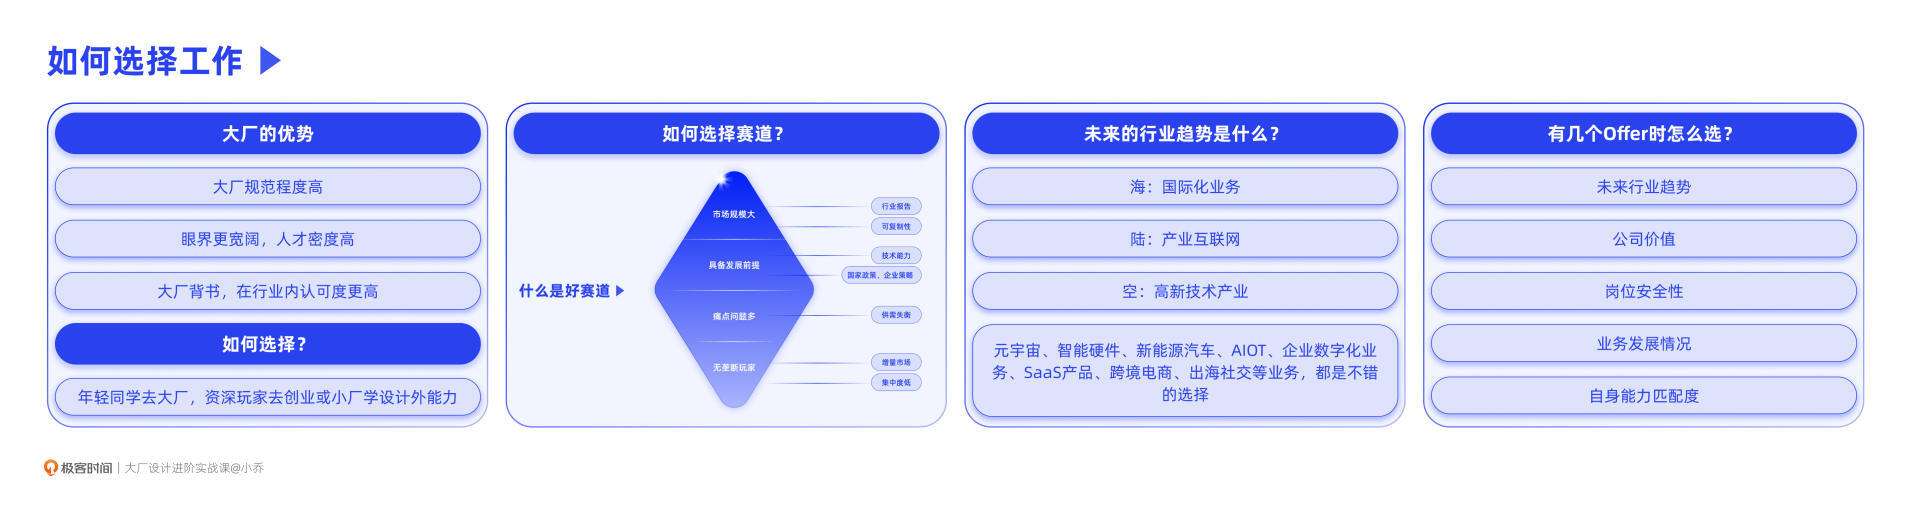 如何选择工作
大厂的优势
大厂规范程度高
眼界更宽阔，人才密度高
大厂背书，在行业内认可度更高
如何选择？
年轻同学去大厂，资深玩家去创业或小厂学设计外能力
如何选择赛道？
什么是好赛道
市场规模大
行业报告
可复制性
具备发展前提
技术能力
国家政策、企业策略
痛点问题多
供需失衡
无垄断玩家
增量市场
集中度低
未来的行业趋势是什么？
海：国际化业务
陆：产业互联网
空：高新技术产业
元宇宙、智能硬件、新能源汽车、AIOT、企业数字化业
务、SaaS产品、跨境电商、出海社交等业务，都是不错
的选择
有几个Offer时怎么选？
未来行业趋势
公司价值
岗位安全性
业务发展情况
自身能力匹配度
极客时间 | 大厂设计进阶实战课@小乔